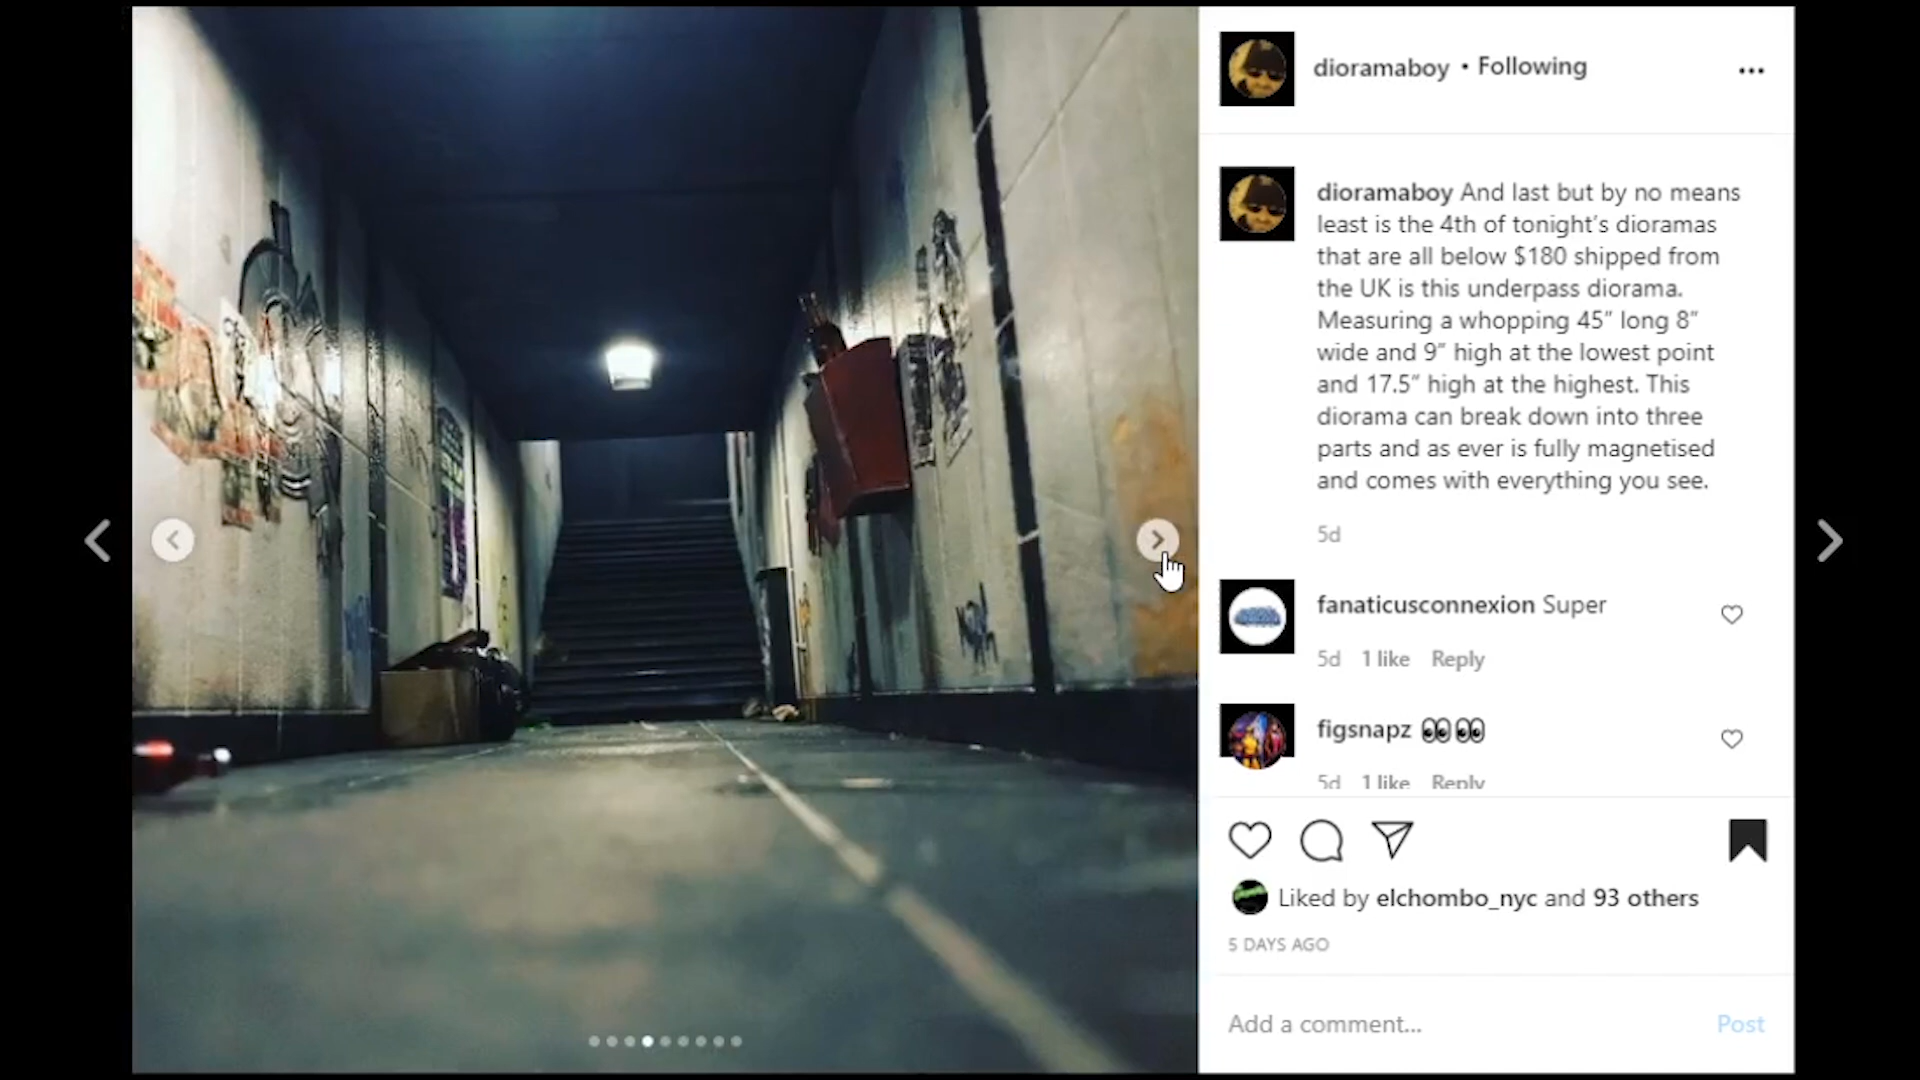 dioramaboy • Following
dioramaboy And last but by no means
least is the 4th of tonight's dioramas
that are all below $180 shipped from
the UK is this underpass diorama.
Measuring a whopping 45" long 8"
wide and 9" high at the lowest point
and 17.5" high at the highest. This
diorama can break down into three
parts and as ever is fully magnetised
and comes with everything you see.
5d
fanaticusconnexion Super
5d 1 like Reply
figsnapz 👀👀
5d 1 like Reply
Liked by elchombo_nyc and 93 others
5 DAYS AGO
Add a comment... Post